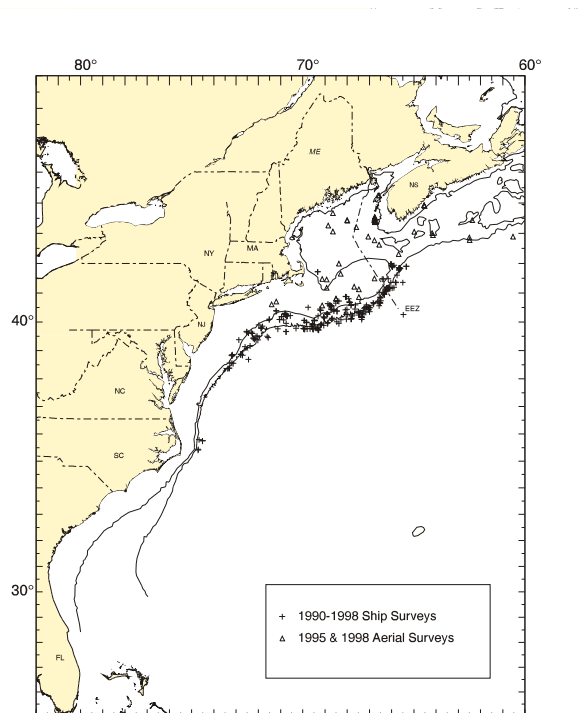 80° 70° 60°
ME
NS
NY MA
EEZ
40°
NJ
NC
SC
30°
+ 1990-1998 Ship Surveys
△ 1995 & 1998 Aerial Surveys
FL